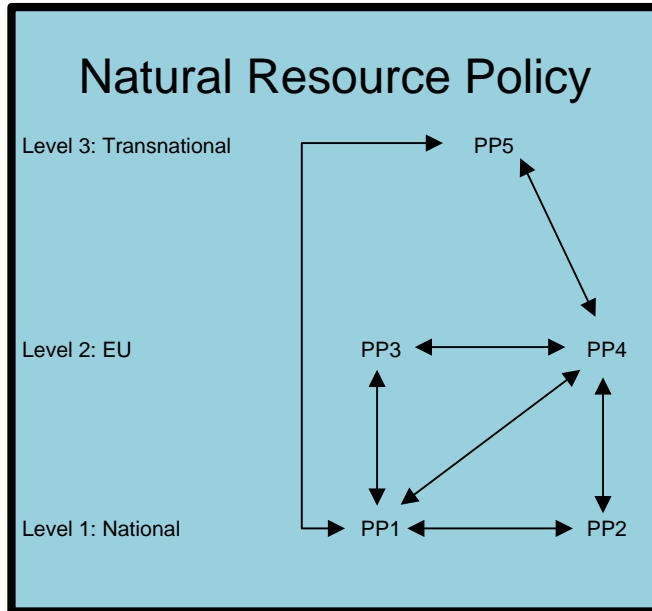 Natural Resource Policy
Level 3: Transnational PP5
Level 2: EU PP3 PP4
Level 1: National PP1 PP2